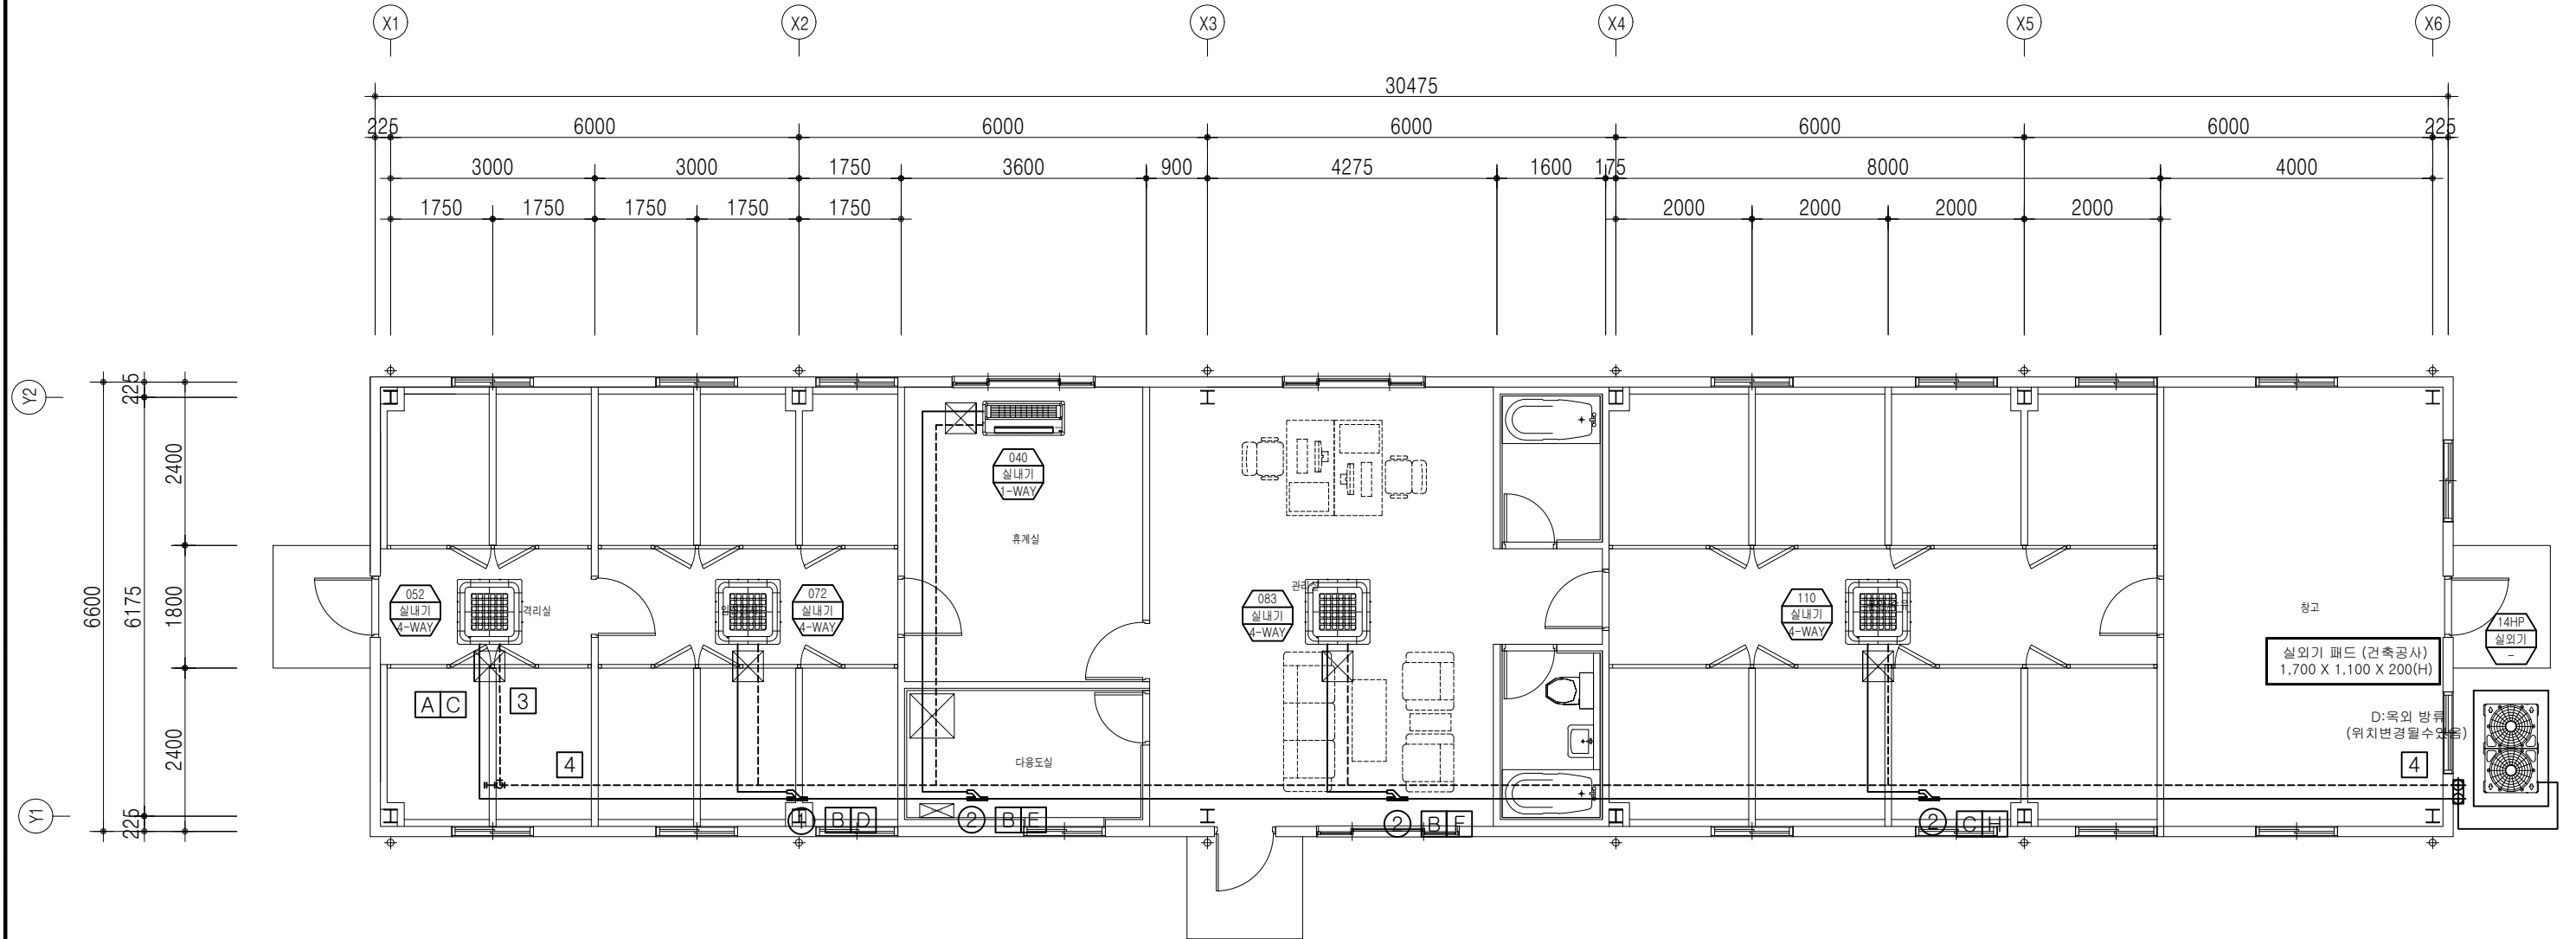 X1 X2 X3 X4 X5 X6
30475
225 6000 6000 6000 6000 6000 225
3000 3000 1750 3600 900 4275 1600 175 8000 4000
1750 1750 1750 1750 1750 2000 2000 2000 2000
Y2
225
2400
6600 6175 1800
2400
225
Y1
040
실내기
1-WAY
휴계실
052
실내기
4-WAY
격리실
072
실내기
4-WAY
083
실내기
4-WAY
110
실내기
4-WAY
창고
14HP
실외기
-
실외기 패드 (건축공사)
1,700 X 1,100 X 200(H)
D:옥외 방류
(위치변경될수있음)
A C 3
4
다용도실
4
1 B D
2 B E
2 B F
2 C H